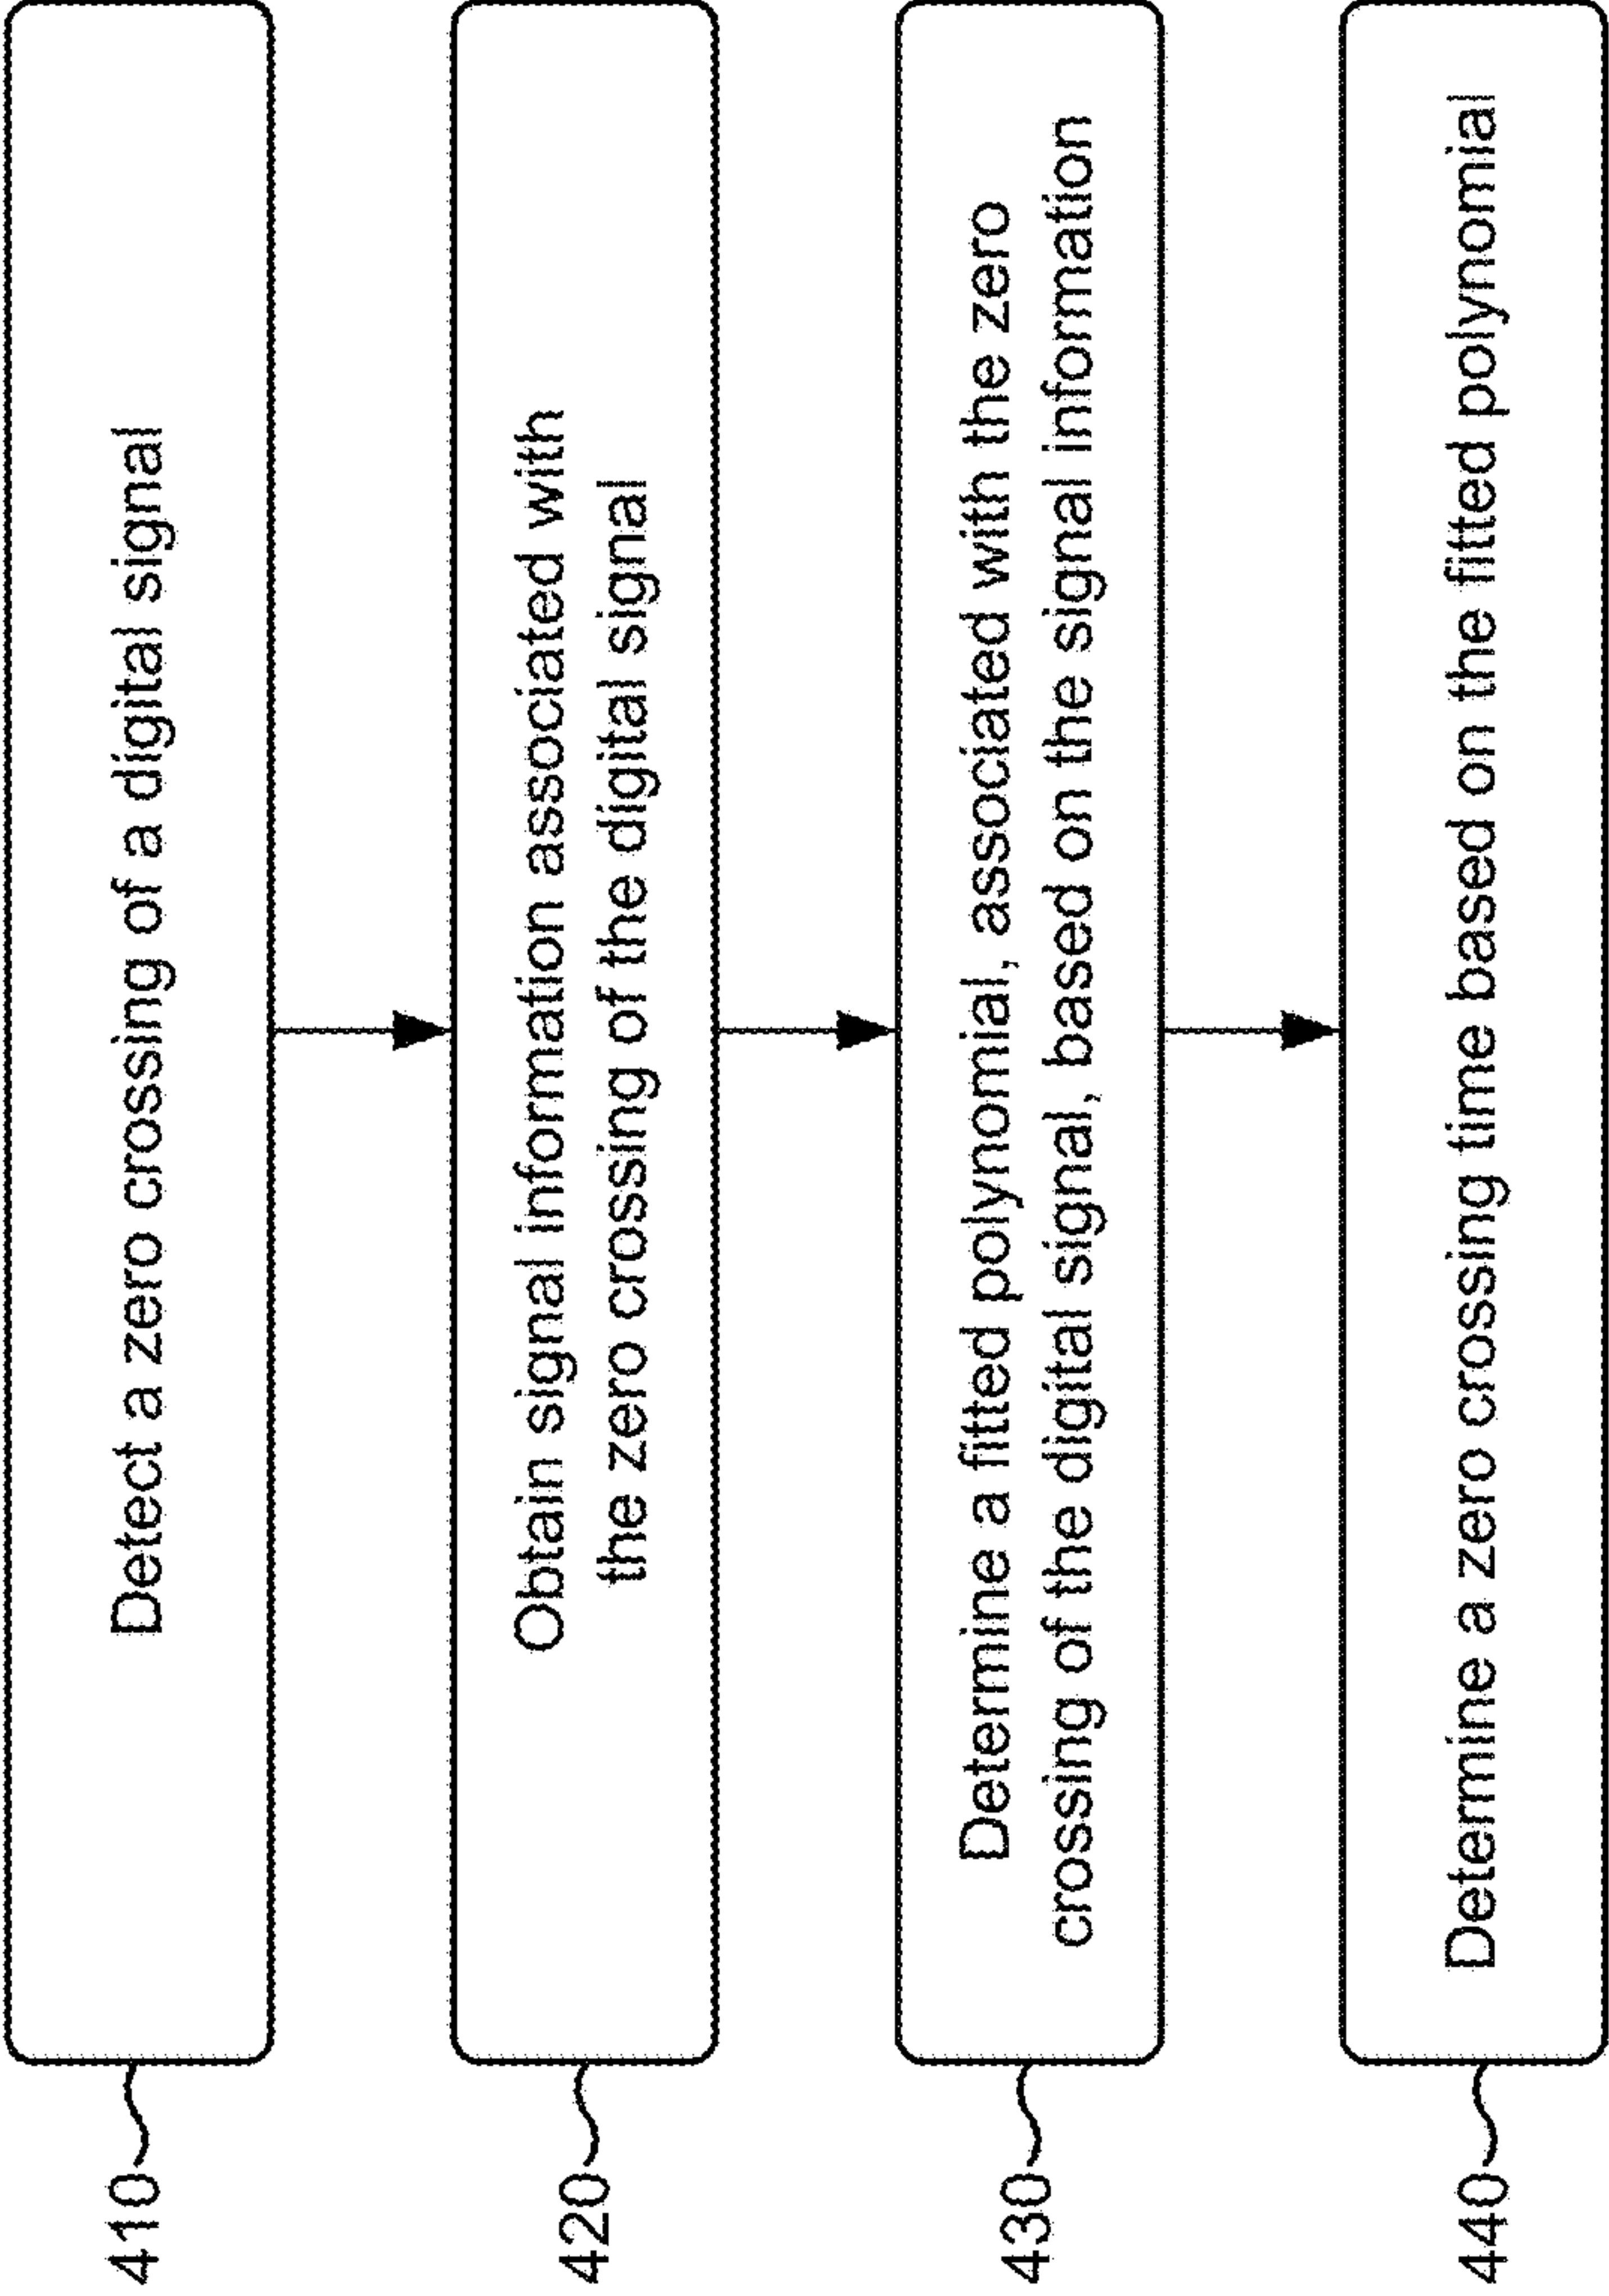 410
Detect a zero crossing of a digital signal
420
Obtain signal information associated with
the zero crossing of the digital signal
430
Determine a fitted polynomial, associated with the zero
crossing of the digital signal, based on the signal information
440
Determine a zero crossing time based on the fitted polynomial